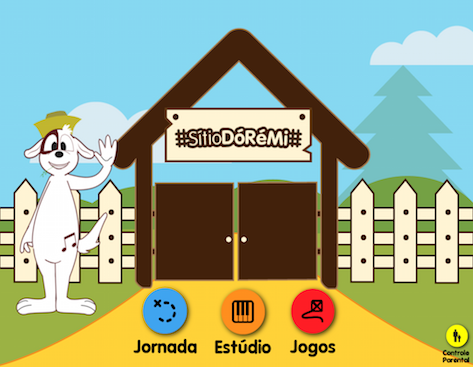 #SítioDóRéMi#
Jornada
Estúdio
Jogos
Controle
Parental